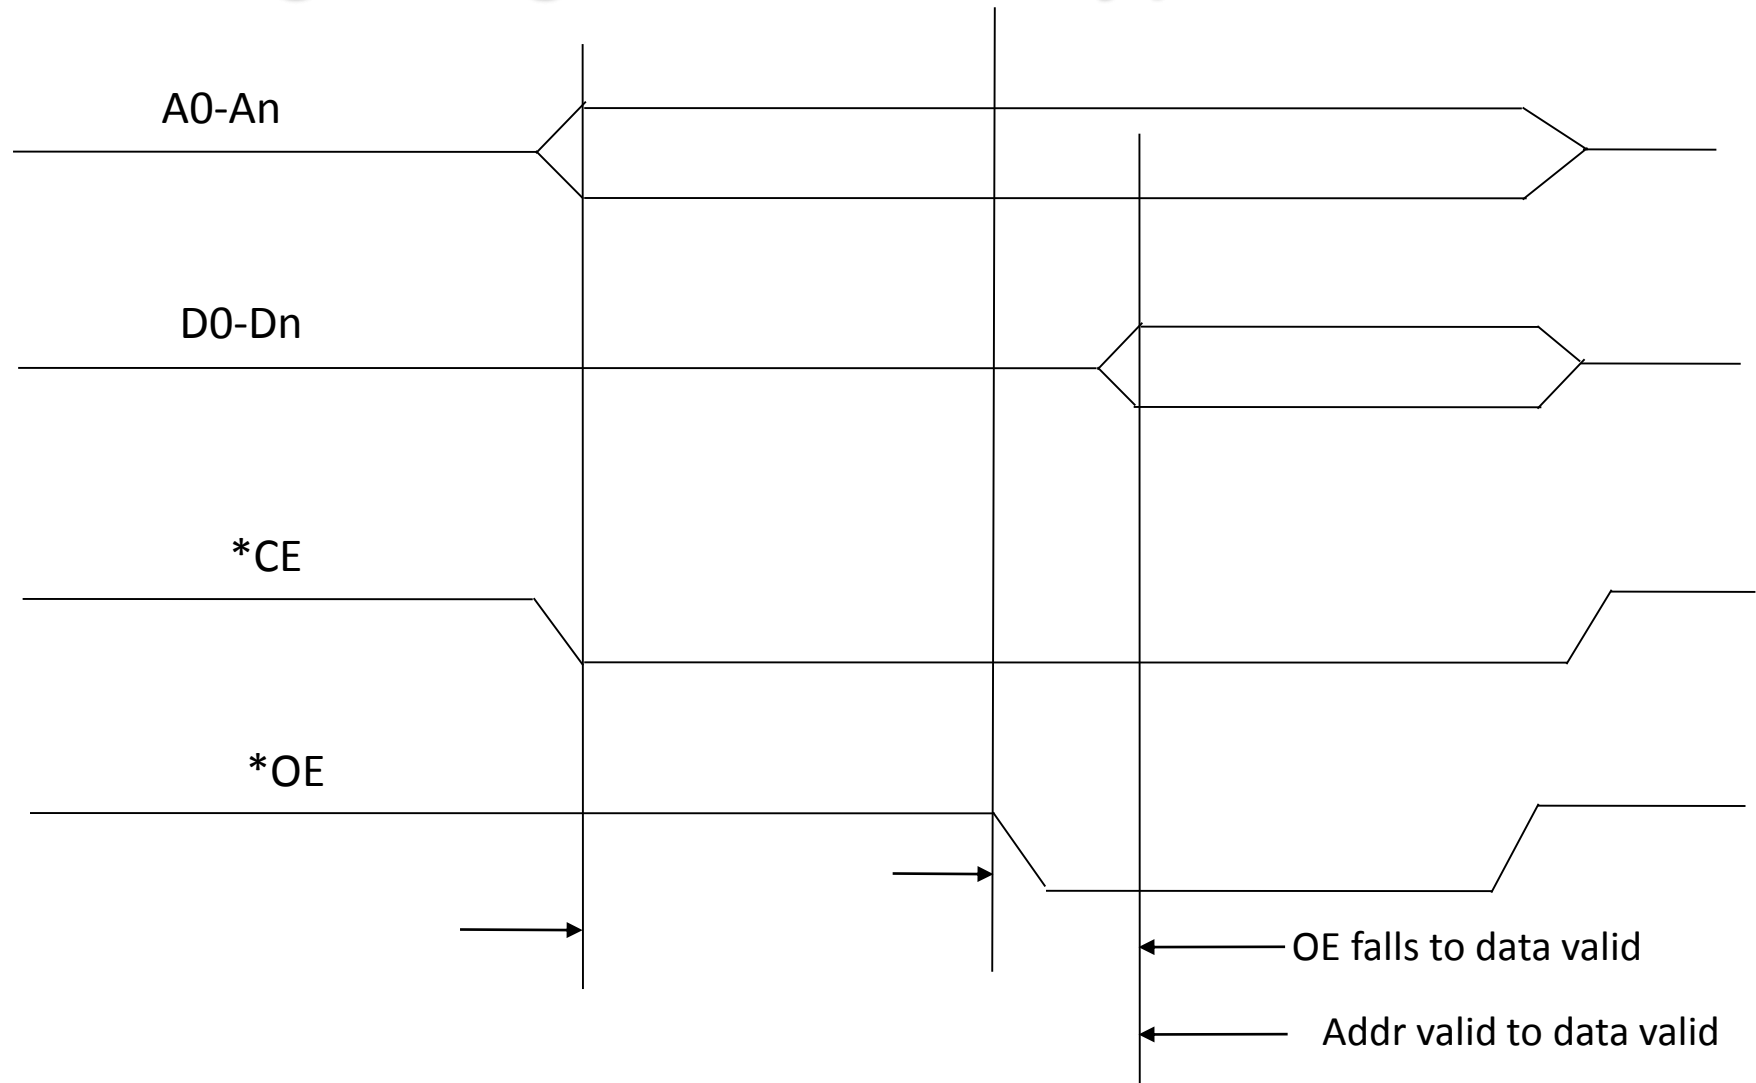 A0-An
D0-Dn
*CE
*OE
OE falls to data valid
Addr valid to data valid